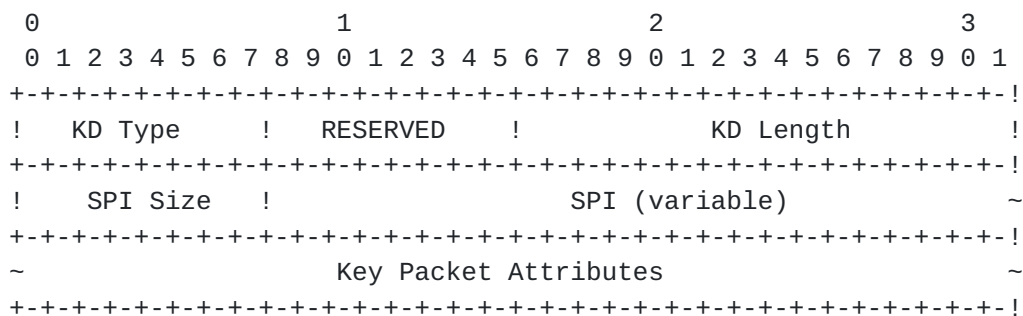 0                   1                   2                   3
 0 1 2 3 4 5 6 7 8 9 0 1 2 3 4 5 6 7 8 9 0 1 2 3 4 5 6 7 8 9 0 1
+-+-+-+-+-+-+-+-+-+-+-+-+-+-+-+-+-+-+-+-+-+-+-+-+-+-+-+-+-+-+-+-!
!   KD Type     !   RESERVED    !            KD Length          !
+-+-+-+-+-+-+-+-+-+-+-+-+-+-+-+-+-+-+-+-+-+-+-+-+-+-+-+-+-+-+-+-!
!    SPI Size   !                   SPI (variable)              ~
+-+-+-+-+-+-+-+-+-+-+-+-+-+-+-+-+-+-+-+-+-+-+-+-+-+-+-+-+-+-+-+-!
~                    Key Packet Attributes                      ~
+-+-+-+-+-+-+-+-+-+-+-+-+-+-+-+-+-+-+-+-+-+-+-+-+-+-+-+-+-+-+-+-!